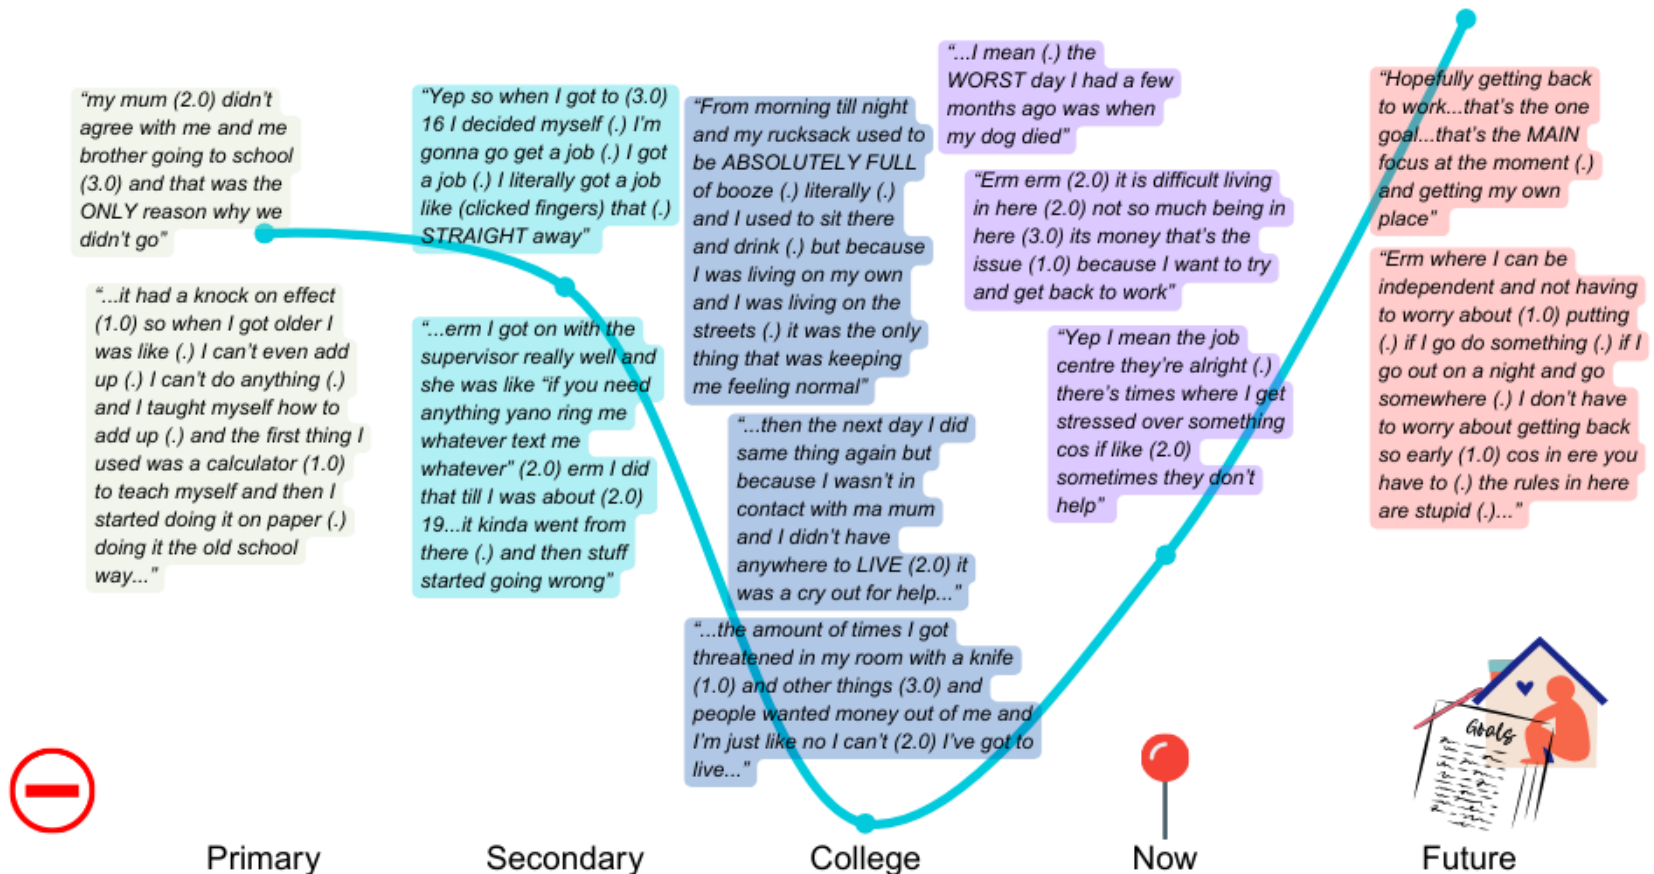 “my mum (2.0) didn’t
agree with me and me
brother going to school
(3.0) and that was the
ONLY reason why we
didn’t go”
“...it had a knock on effect
(1.0) so when I got older I
was like (.) I can’t even add
up (.) I can’t do anything (.)
and I taught myself how to
add up (.) and the first thing I
used was a calculator (1.0)
to teach myself and then I
started doing it on paper (.)
doing it the old school
way...”
“Yep so when I got to (3.0)
16 I decided myself (.) I’m
gonna go get a job (.) I got
a job (.) I literally got a job
like (clicked fingers) that (.)
STRAIGHT away”
“...erm I got on with the
supervisor really well and
she was like “if you need
anything yano ring me
whatever text me
whatever” (2.0) erm I did
that till I was about (2.0)
19...it kinda went from
there (.) and then stuff
started going wrong”
“From morning till night
and my rucksack used to
be ABSOLUTELY FULL
of booze (.) literally (.)
and I used to sit there
and drink (.) but because
I was living on my own
and I was living on the
streets (.) it was the only
thing that was keeping
me feeling normal”
“...then the next day I did
same thing again but
because I wasn’t in
contact with ma mum
and I didn’t have
anywhere to LIVE (2.0) it
was a cry out for help...”
“...the amount of times I got
threatened in my room with a knife
(1.0) and other things (3.0) and
people wanted money out of me and
I’m just like no I can’t (2.0) I’ve got to
live...”
“...I mean (.) the
WORST day I had a few
months ago was when
my dog died”
“Erm erm (2.0) it is difficult living
in here (2.0) not so much being in
here (3.0) its money that’s the
issue (1.0) because I want to try
and get back to work”
“Yep I mean the job
centre they’re alright (.)
there’s times where I get
stressed over something
cos if like (2.0)
sometimes they don’t
help”
“Hopefully getting back
to work...that’s the one
goal...that’s the MAIN
focus at the moment (.)
and getting my own
place”
“Erm where I can be
independent and not having
to worry about (1.0) putting
(.) if I go do something (.) if I
go out on a night and go
somewhere (.) I don’t have
to worry about getting back
so early (1.0) cos in ere you
have to (.) the rules in here
are stupid (.)...”
Goals
Primary
Secondary
College
Now
Future